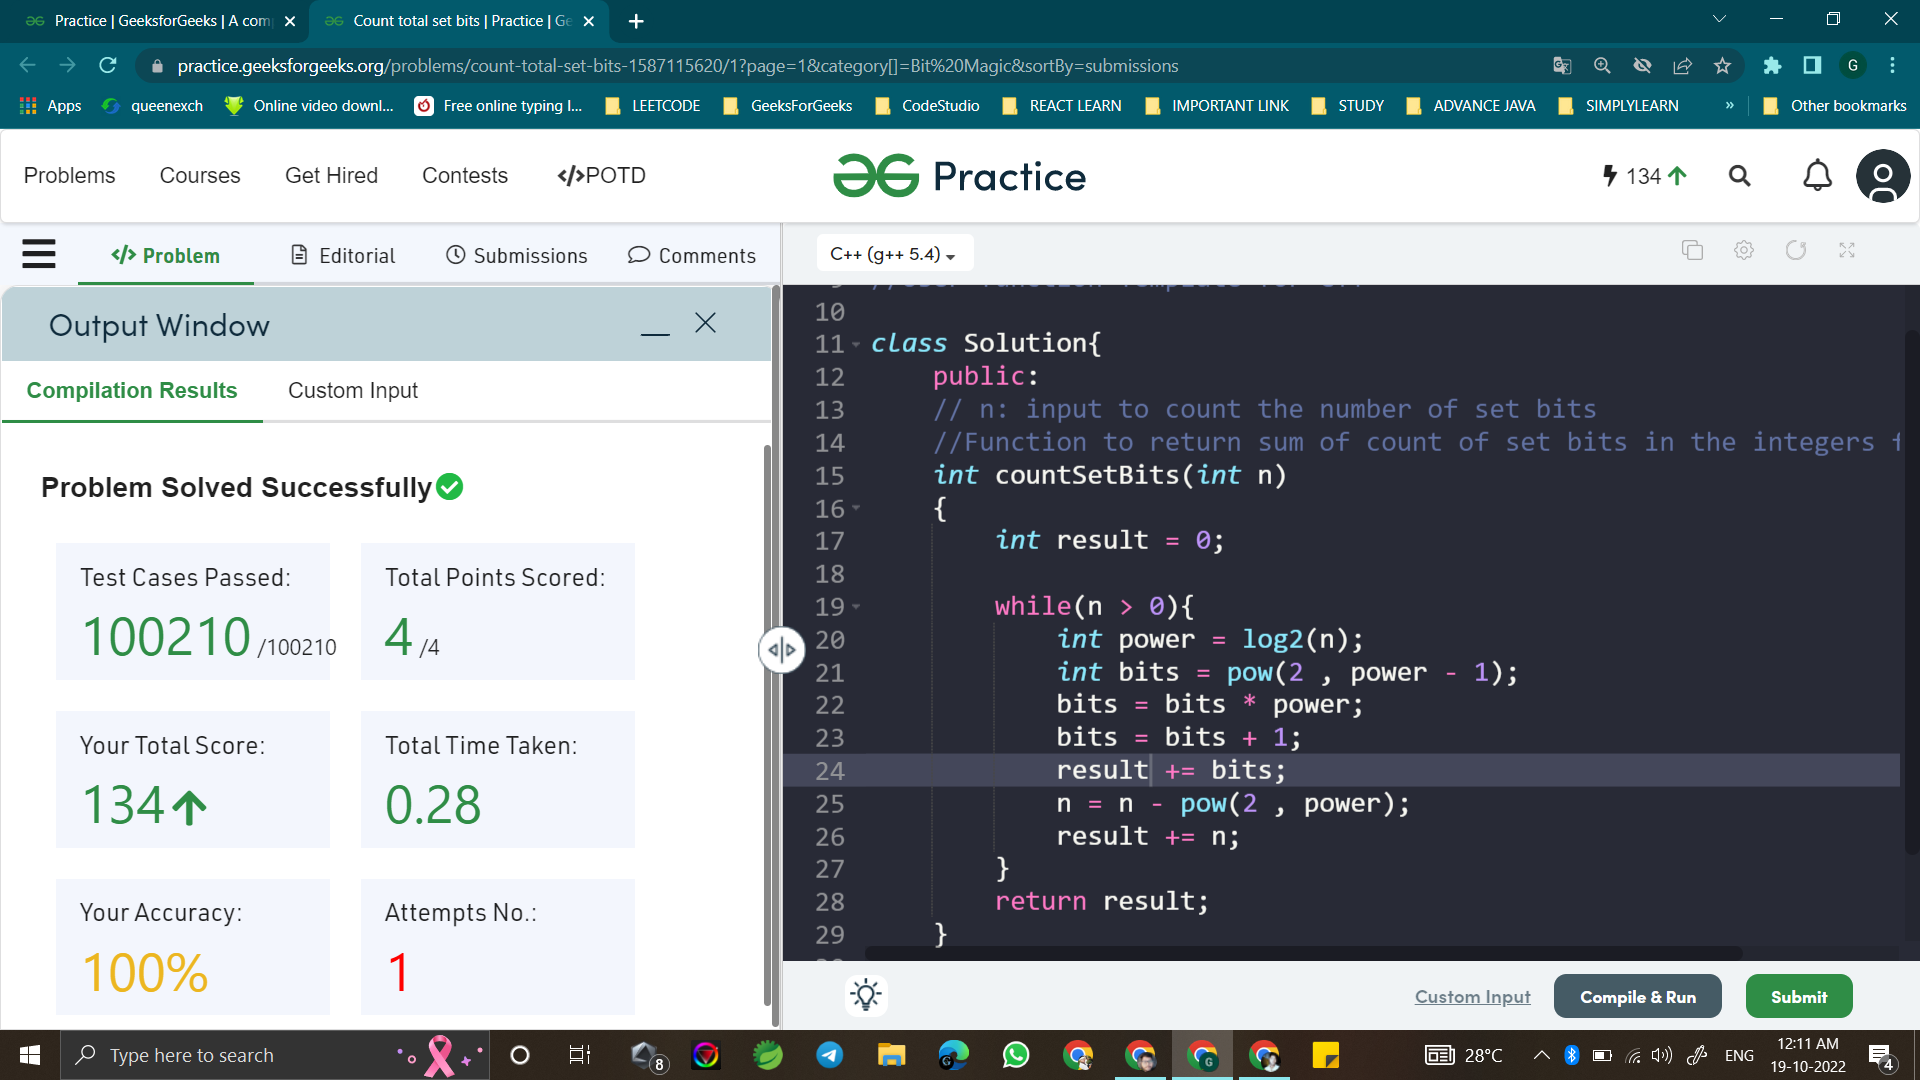 Practice | GeeksforGeeks | A com
Count total set bits | Practice | Ge
practice.geeksforgeeks.org/problems/count-total-set-bits-1587115620/1?page=1&category[]=Bit%20Magic&sortBy=submissions
G
Apps
queenexch
Online video downl...
Free online typing I...
LEETCODE
GeeksForGeeks
CodeStudio
REACT LEARN
IMPORTANT LINK
STUDY
ADVANCE JAVA
SIMPLYLEARN
»
Other bookmarks
Problems
Courses
Get Hired
Contests
</>POTD
Practice
134
</> Problem
Editorial
Submissions
Comments
C++ (g++ 5.4)
Output Window
Compilation Results
Custom Input
Problem Solved Successfully
Test Cases Passed:
100210 /100210
Total Points Scored:
4 /4
Your Total Score:
134
Total Time Taken:
0.28
Your Accuracy:
100%
Attempts No.:
1
10
11 class Solution{
12 public:
13 // n: input to count the number of set bits
14 //Function to return sum of count of set bits in the integers
15 int countSetBits(int n)
16 {
17 int result = 0;
18
19 while(n > 0){
20 int power = log2(n);
21 int bits = pow(2 , power - 1);
22 bits = bits * power;
23 bits = bits + 1;
24 result += bits;
25 n = n - pow(2 , power);
26 result += n;
27 }
28 return result;
29 }
Custom Input
Compile & Run
Submit
Type here to search
8
G
G
28°C
ENG
12:11 AM
19-10-2022
4